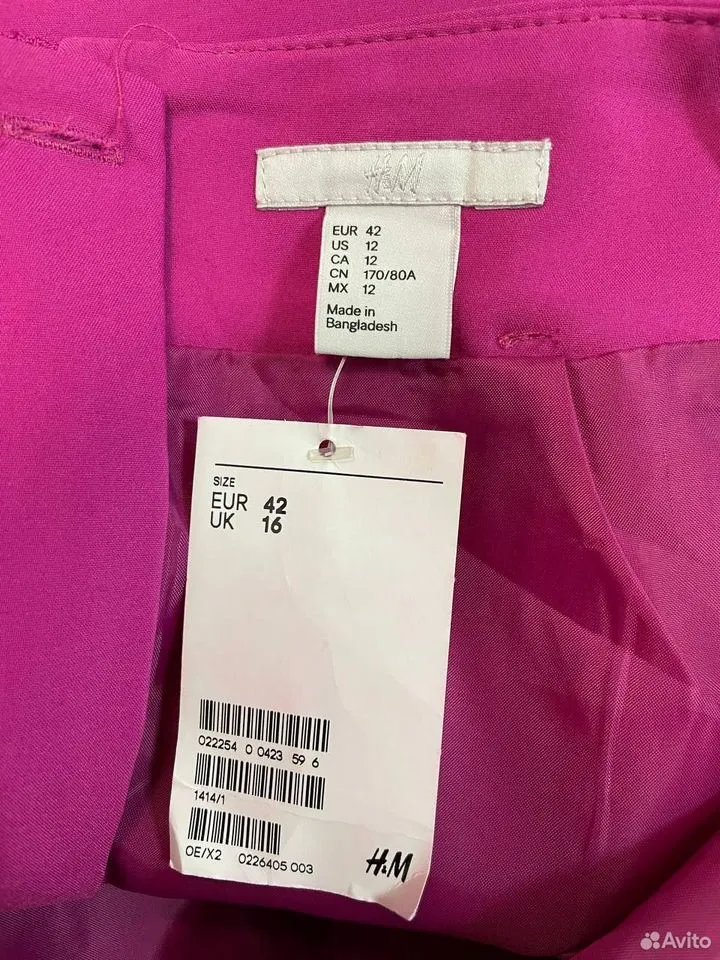 H&M
EUR 42
US 12
CA 12
CN 170/80A
MX 12
Made in
Bangladesh
SIZE
EUR 42
UK 16
022254 0 0423 59 6
1414/1
OE/X2 0226405 003
H&M
Avito